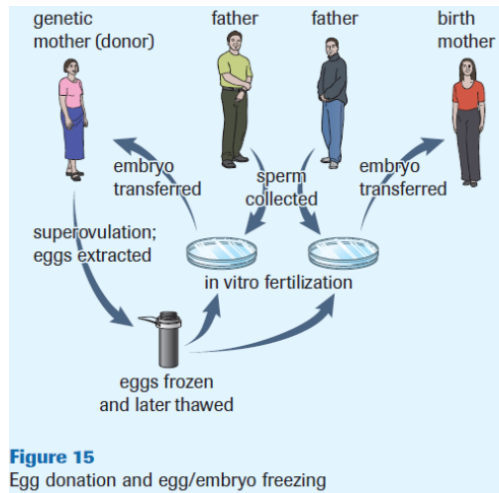 genetic
mother (donor)
father
father
birth
mother
embryo
transferred
sperm
collected
embryo
transferred
superovulation;
eggs extracted
in vitro fertilization
eggs frozen
and later thawed
Figure 15
Egg donation and egg/embryo freezing